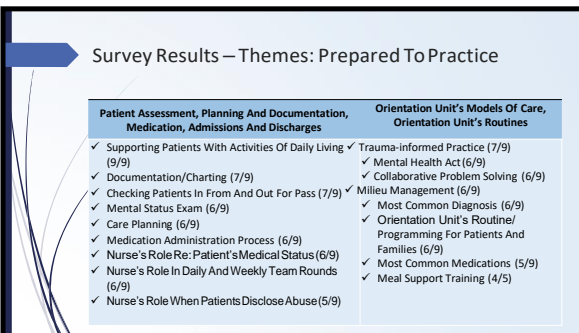 Survey Results – Themes: Prepared To Practice
Patient Assessment, Planning And Documentation,
Medication, Admissions And Discharges
✓ Supporting Patients With Activities Of Daily Living
(9/9)
✓ Documentation/Charting (7/9)
✓ Checking Patients In From And Out For Pass (7/9)
✓ Mental Status Exam (6/9)
✓ Care Planning (6/9)
✓ Medication Administration Process (6/9)
✓ Nurse's Role Re: Patient's Medical Status (6/9)
✓ Nurse's Role In Daily And Weekly Team Rounds
(6/9)
✓ Nurse's Role When Patients Disclose Abuse (5/9)
Orientation Unit's Models Of Care,
Orientation Unit's Routines
✓ Trauma-informed Practice (7/9)
✓ Mental Health Act (6/9)
✓ Collaborative Problem Solving (6/9)
✓ Milieu Management (6/9)
✓ Most Common Diagnosis (6/9)
✓ Orientation Unit's Routine/
Programming For Patients And
Families (6/9)
✓ Most Common Medications (5/9)
✓ Meal Support Training (4/5)